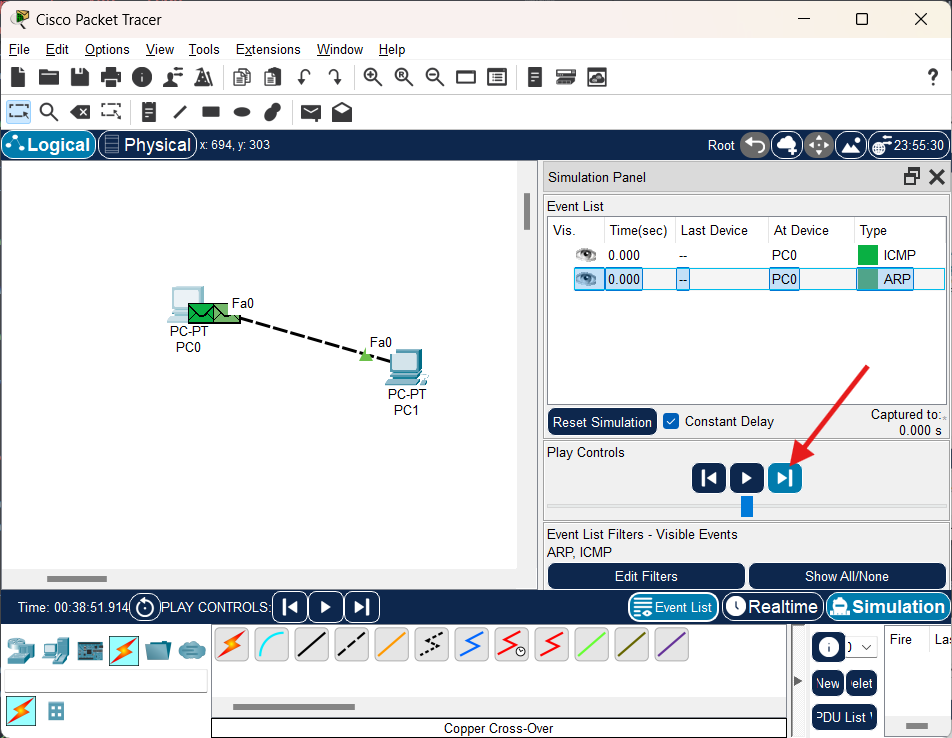 Cisco Packet Tracer
File Edit Options View Tools Extensions Window Help
Logical Physical x: 694, y: 303 Root 23:55:30
Simulation Panel
Event List
Vis. Time(sec) Last Device At Device Type
0.000 -- PC0 ICMP
0.000 -- PC0 ARP
Fa0
PC-PT
PC0
Fa0
PC-PT
PC1
Reset Simulation Constant Delay Captured to:
0.000 s
Play Controls
Event List Filters - Visible Events
ARP, ICMP
Edit Filters Show All/None
Time: 00:38:51.914 PLAY CONTROLS: Event List Realtime Simulation
Fire Las
New elet
PDU List
Copper Cross-Over